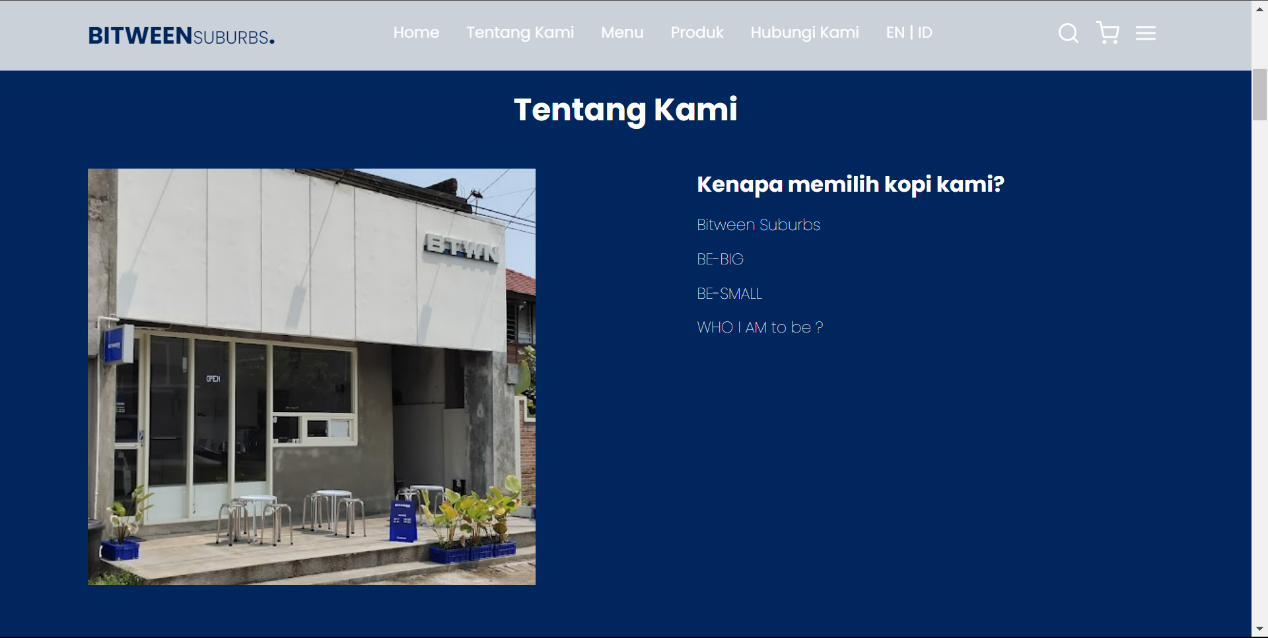 BITWEENSUBURBS.
Home Tentang Kami Menu Produk Hubungi Kami EN | ID
Tentang Kami
BTWN
OPEN
Kenapa memilih kopi kami?
Bitween Suburbs
BE-BIG
BE-SMALL
WHO I AM to be ?